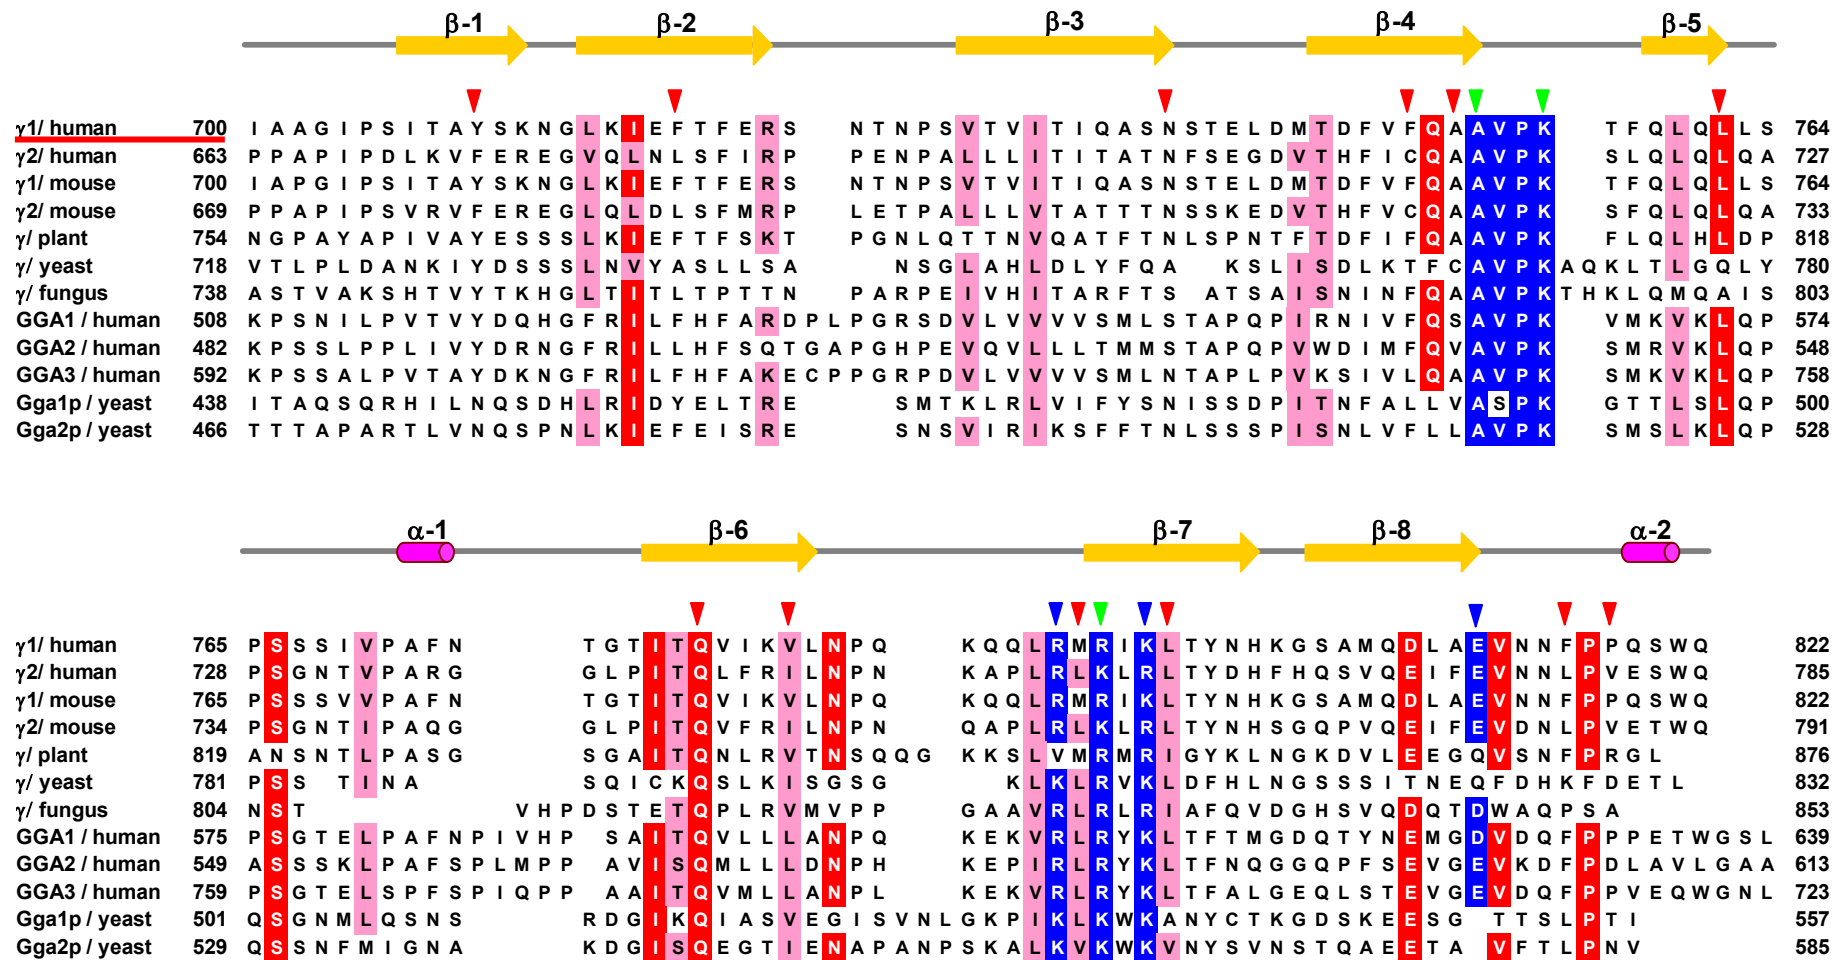 β-1 β-2 β-3 β-4 β-5
γ1/ human 700 I A A G I P S I T A Y S K N G L K I E F T F E R S N T N P S V T V I T I Q A S N S T E L D M T D F V F Q A A V P K T F Q L Q L L S 764
γ2/ human 663 P P A P I P D L K V F E R E G V Q L N L S F I R P P E N P A L L L I T I T A T N F S E G D V T H F I C Q A A V P K S L Q L Q L Q A 727
γ1/ mouse 700 I A P G I P S I T A Y S K N G L K I E F T F E R S N T N P S V T V I T I Q A S N S T E L D M T D F V F Q A A V P K T F Q L Q L L S 764
γ2/ mouse 669 P P A P I P S V R V F E R E G L Q L D L S F M R P L E T P A L L L V T A T T T N S S K E D V T H F V C Q A A V P K S F Q L Q L Q A 733
γ/ plant 754 N G P A Y A P I V A Y E S S S L K I E F T F S K T P G N L Q T T N V Q A T F T N L S P N T F T D F I F Q A A V P K F L Q L H L D P 818
γ/ yeast 718 V T L P L D A N K I Y D S S S L N V Y A S L L S A N S G L A H L D L Y F Q A K S L I S D L K T F C A V P K A Q K L T L G Q L Y 780
γ/ fungus 738 A S T V A K S H T V Y T K H G L T I T L T P T T N P A R P E I V H I T A R F T S A T S A I S N I N F Q A A V P K T H K L Q M Q A I S 803
GGA1 / human 508 K P S N I L P V T V Y D Q H G F R I L F H F A R D P L P G R S D V L V V V V S M L S T A P Q P I R N I V F Q S A V P K V M K V K L Q P 574
GGA2 / human 482 K P S S L P P L I V Y D R N G F R I L L H F S Q T G A P G H P E V Q V L L L T M M S T A P Q P V W D I M F Q V A V P K S M R V K L Q P 548
GGA3 / human 592 K P S S A L P V T A Y D K N G F R I L F H F A K E C P P G R P D V L V V V V S M L N T A P L P V K S I V L Q A A V P K S M K V K L Q P 758
Gga1p / yeast 438 I T A Q S Q R H I L N Q S D H L R I D Y E L T R E S M T K L R L V I F Y S N I S S D P I T N F A L L V A S P K G T T L S L Q P 500
Gga2p / yeast 466 T T T A P A R T L V N Q S P N L K I E F E I S R E S N S V I R I K S F F T N L S S S P I S N L V F L L A V P K S M S L K L Q P 528
α-1 β-6 β-7 β-8 α-2
γ1/ human 765 P S S S I V P A F N T G T I T Q V I K V L N P Q K Q Q L R M R I K L T Y N H K G S A M Q D L A E V N N F P P Q S W Q 822
γ2/ human 728 P S G N T V P A R G G L P I T Q L F R I L N P N K A P L R L K L R L T Y D H F H Q S V Q E I F E V N N L P V E S W Q 785
γ1/ mouse 765 P S S S V V P A F N T G T I T Q V I K V L N P Q K Q Q L R M R I K L T Y N H K G S A M Q D L A E V N N F P P Q S W Q 822
γ2/ mouse 734 P S G N T I P A Q G G L P I T Q V F R I L N P N Q A P L R L K L R L T Y N H S G Q P V Q E I F E V D N L P V E T W Q 791
γ/ plant 819 A N S N T L P A S G S G A I T Q N L R V T N S Q Q G K K S L V M R M R I G Y K L N G K D V L E E G Q V S N F P R G L 876
γ/ yeast 781 P S S T I N A S Q I C K Q S L K I S G S G K L K L R V K L D F H L N G S S S I T N E Q F D H K F D E T L 832
γ/ fungus 804 N S T V H P D S T E T Q P L R V M V P P G A A V R L R L R I A F Q V D G H S V Q D Q T D W A Q P S A 853
GGA1 / human 575 P S G T E L P A F N P I V H P S A I T Q V L L L A N P Q K E K V R L R Y K L T F T M G D Q T Y N E M G D V D Q F P P P E T W G S L 639
GGA2 / human 549 A S S S K L P A F S P L M P P A V I S Q M L L L D N P H K E P I R L R Y K L T F N Q G G Q P F S E V G E V K D F P D L A V L G A A 613
GGA3 / human 759 P S G T E L S P F S P I Q P P A A I T Q V M L L A N P L K E K V R L R Y K L T F A L G E Q L S T E V G E V D Q F P P V E Q W G N L 723
Gga1p / yeast 501 Q S G N M L Q S N S R D G I K Q I A S V E G I S V N L G K P I K L K W K A N Y C T K G D S K E E S G T T S L P T I 557
Gga2p / yeast 529 Q S S N F M I G N A K D G I S Q E G T I E N A P A N P S K A L K V K W K V N Y S V N S T Q A E E T A V F T L P N V 585